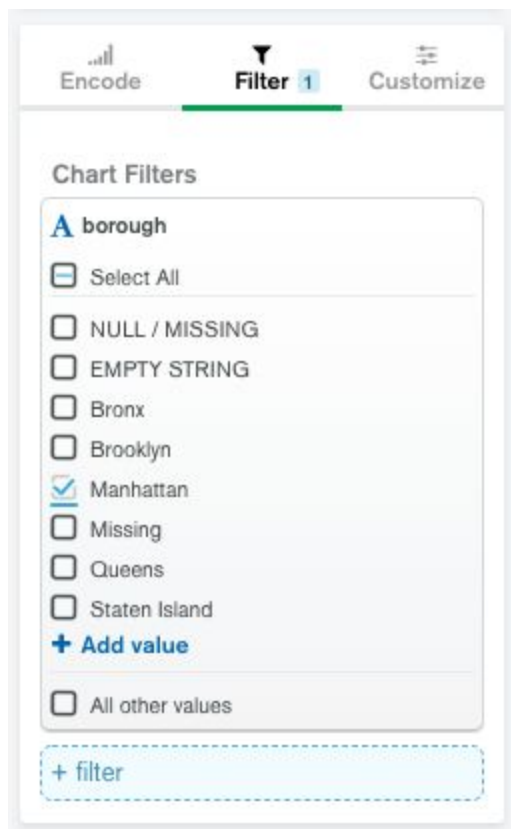 Encode
Filter 1
Customize
Chart Filters
A borough
Select All
NULL / MISSING
EMPTY STRING
Bronx
Brooklyn
Manhattan
Missing
Queens
Staten Island
+ Add value
All other values
+ filter